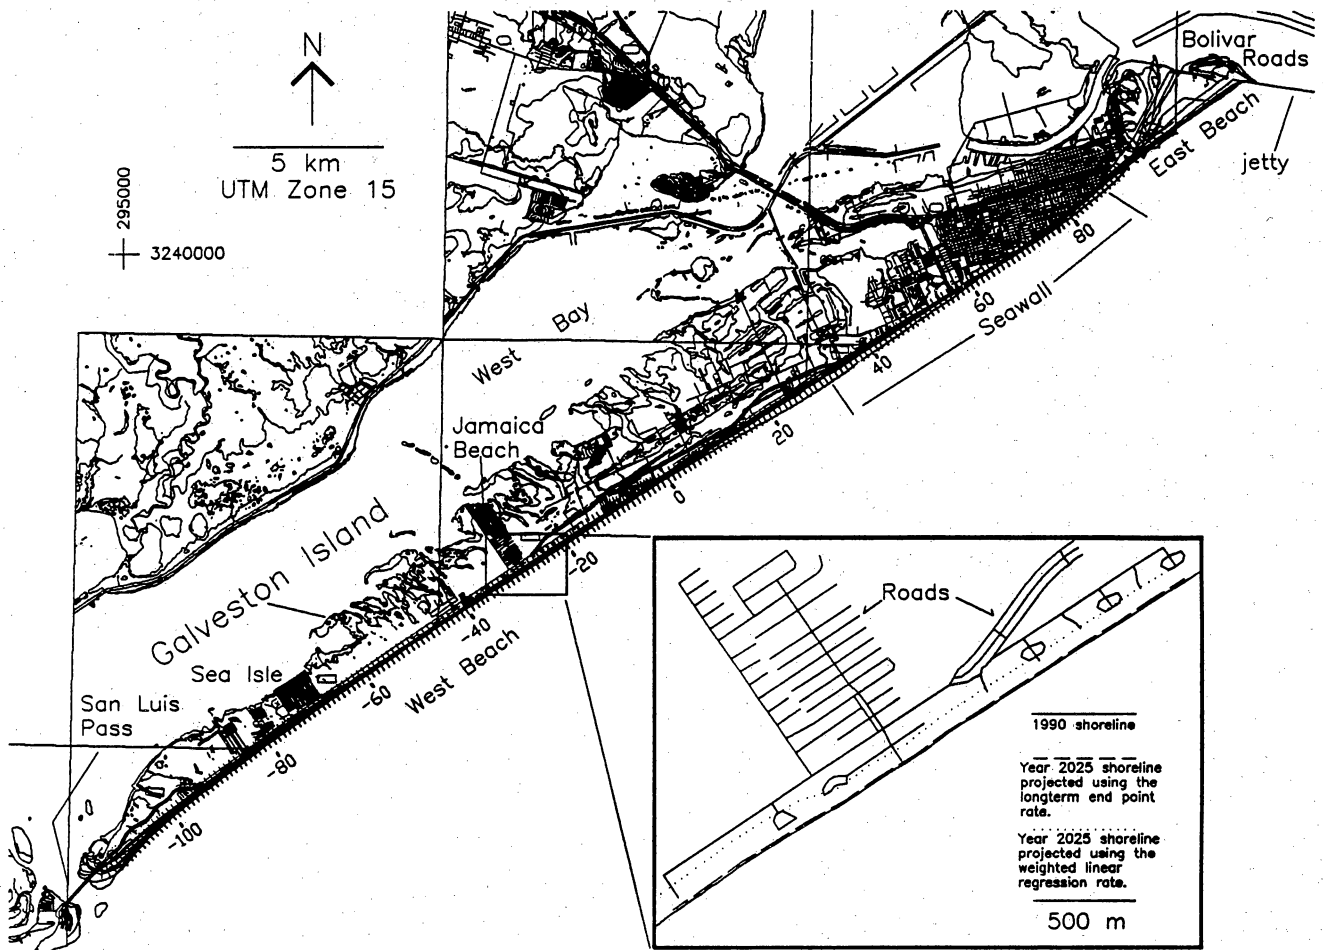 N
5 km
UTM Zone 15
295000
3240000
Bolivar
Roads
East Beach
jetty
80
60
Seawall
40
20
0
-20
-40
-60
-80
-100
West Beach
Bay
West
Jamaica
Beach
Galveston Island
Sea Isle
San Luis
Pass
Roads
1990 shoreline
Year 2025 shoreline
projected using the
longterm end point
rate.
Year 2025 shoreline
projected using the
weighted linear
regression rate.
500 m